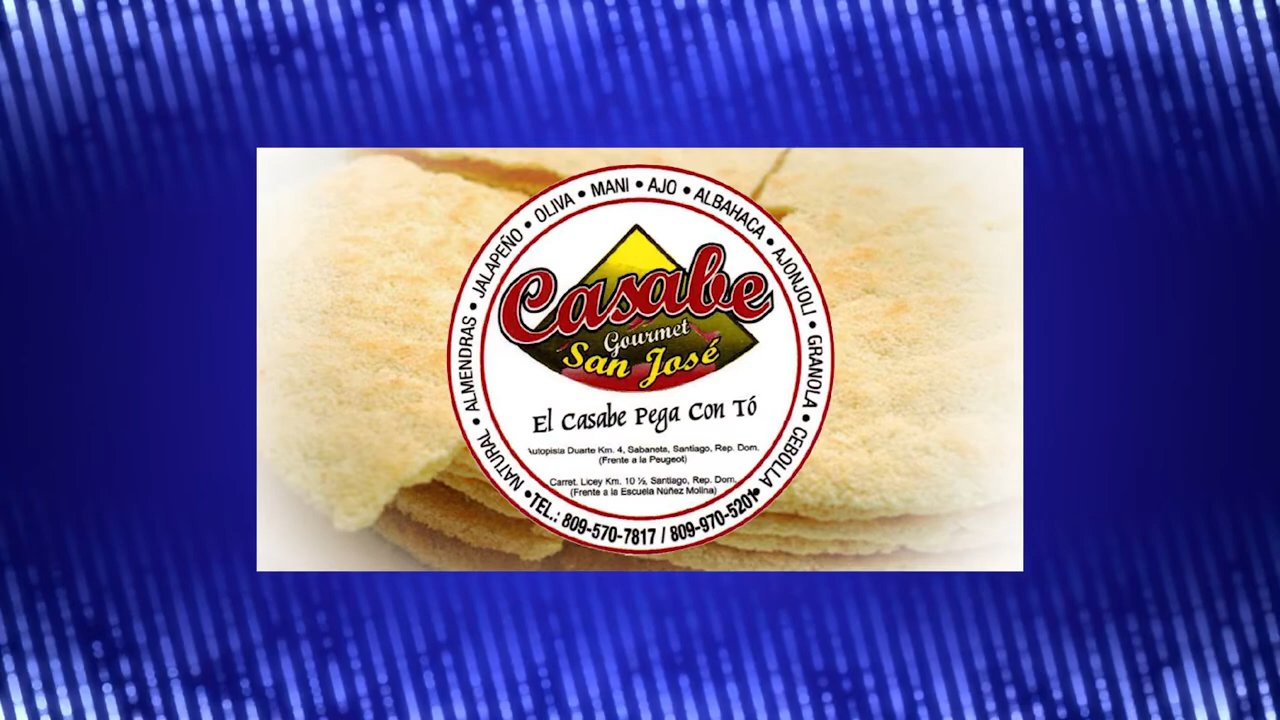 NATURAL • ALMENDRAS • JALAPEÑO • OLIVA • MANI • AJO • ALBAHACA • AJONJOLI • GRANOLA • CEBOLLA
Casabe
Gourmet
San José
El Casabe Pega Con Tó
Autopista Duarte Km. 4, Sabaneta, Santiago, Rep. Dom.
(Frente a la Peugeot)
Carret. Licey Km. 10 ½, Santiago, Rep. Dom.
(Frente a la Escuela Núñez Molina)
• TEL.: 809-570-7817 / 809-970-5201 •